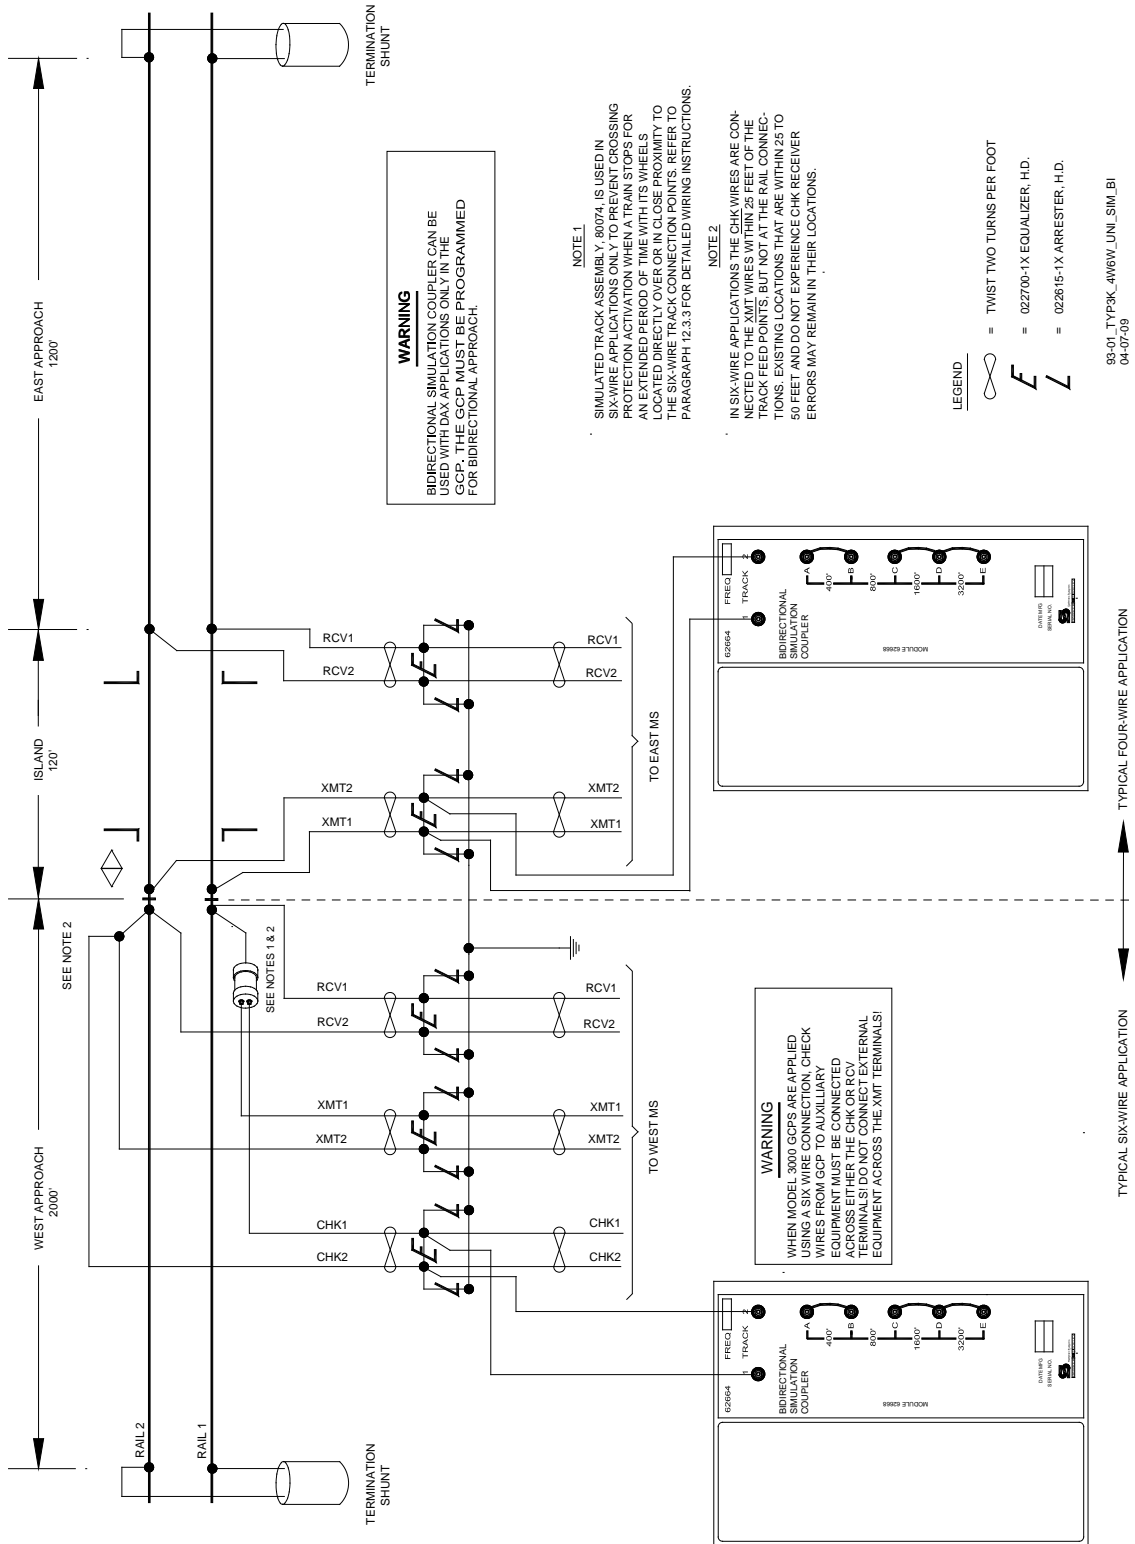 WEST APPROACH
2000'
ISLAND
120'
EAST APPROACH
1200'
SEE NOTE 2
RAIL 2
RAIL 1
SEE NOTES 1 & 2
TERMINATION
SHUNT
TERMINATION
SHUNT
CHK2
CHK1
XMT2
XMT1
RCV2
RCV1
XMT1
XMT2
RCV2
RCV1
CHK2
CHK1
XMT2
XMT1
RCV2
RCV1
XMT1
XMT2
RCV2
RCV1
TO WEST MS
TO EAST MS
WARNING
BIDIRECTIONAL SIMULATION COUPLER CAN BE
USED WITH DAX APPLICATIONS ONLY IN THE
GCP. THE GCP MUST BE PROGRAMMED
FOR BIDIRECTIONAL APPROACH.
NOTE 1
SIMULATED TRACK ASSEMBLY, 80074, IS USED IN
SIX-WIRE APPLICATIONS ONLY TO PREVENT CROSSING
PROTECTION ACTIVATION WHEN A TRAIN STOPS FOR
AN EXTENDED PERIOD OF TIME WITH ITS WHEELS
LOCATED DIRECTLY OVER OR IN CLOSE PROXIMITY TO
THE SIX-WIRE TRACK CONNECTION POINTS. REFER TO
PARAGRAPH 12.3.3 FOR DETAILED WIRING INSTRUCTIONS.
NOTE 2
IN SIX-WIRE APPLICATIONS THE CHK WIRES ARE CON-
NECTED TO THE XMT WIRES WITHIN 25 FEET OF THE
TRACK FEED POINTS, BUT NOT AT THE RAIL CONNEC-
TIONS. EXISTING LOCATIONS THAT ARE WITHIN 25 TO
50 FEET AND DO NOT EXPERIENCE CHK RECEIVER
ERRORS MAY REMAIN IN THEIR LOCATIONS.
WARNING
WHEN MODEL 3000 GCPS ARE APPLIED
USING A SIX WIRE CONNECTION, CHECK
WIRES FROM GCP TO AUXILLIARY
EQUIPMENT MUST BE CONNECTED
ACROSS EITHER THE CHK OR RCV
TERMINALS! DO NOT CONNECT EXTERNAL
EQUIPMENT ACROSS THE XMT TERMINALS!
LEGEND
= TWIST TWO TURNS PER FOOT
= 022700-1X EQUALIZER, H.D.
= 022615-1X ARRESTER, H.D.
62664
FREQ
TRACK
1 2
BIDIRECTIONAL
SIMULATION
COUPLER
A
400'
B
800'
C
1600'
D
3200'
E
MODULE 62668
DATE MFG
SERIAL NO.
62664
FREQ
TRACK
1 2
BIDIRECTIONAL
SIMULATION
COUPLER
A
400'
B
800'
C
1600'
D
3200'
E
MODULE 62668
DATE MFG
SERIAL NO.
TYPICAL SIX-WIRE APPLICATION
TYPICAL FOUR-WIRE APPLICATION
93-01_TYP3K_4W6W_UNI_SIM_BI
04-07-09